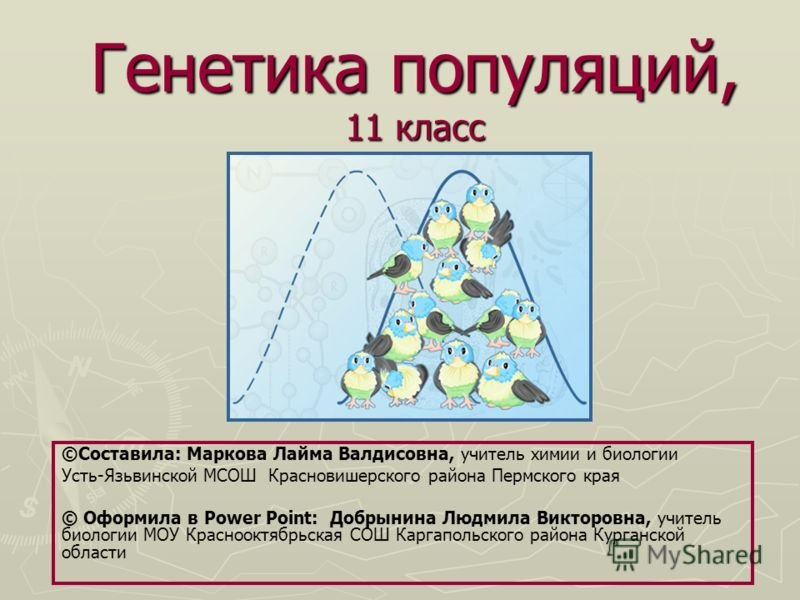 Генетика популяций,
11 класс
©Составила: Маркова Лайма Валдисовна, учитель химии и биологии
Усть-Язьвинской МСОШ Красновишерского района Пермского края
© Оформила в Power Point: Добрынина Людмила Викторовна, учитель
биологии МОУ Краснооктябрьская СОШ Каргапольского района Курганской
области
MyShared
N
S